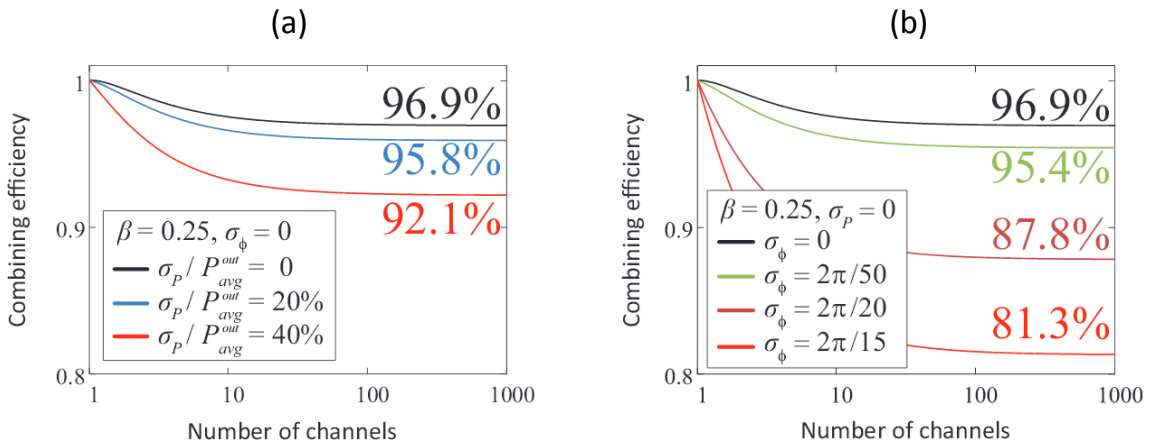 (a)
1
0.9
0.8
Combining efficiency
96.9%
95.8%
92.1%
β = 0.25, σ_ϕ = 0
σ_P / P_avg^out = 0
σ_P / P_avg^out = 20%
σ_P / P_avg^out = 40%
1 10 100 1000
Number of channels
(b)
1
0.9
0.8
Combining efficiency
96.9%
95.4%
87.8%
81.3%
β = 0.25, σ_P = 0
σ_ϕ = 0
σ_ϕ = 2π/50
σ_ϕ = 2π/20
σ_ϕ = 2π/15
1 10 100 1000
Number of channels